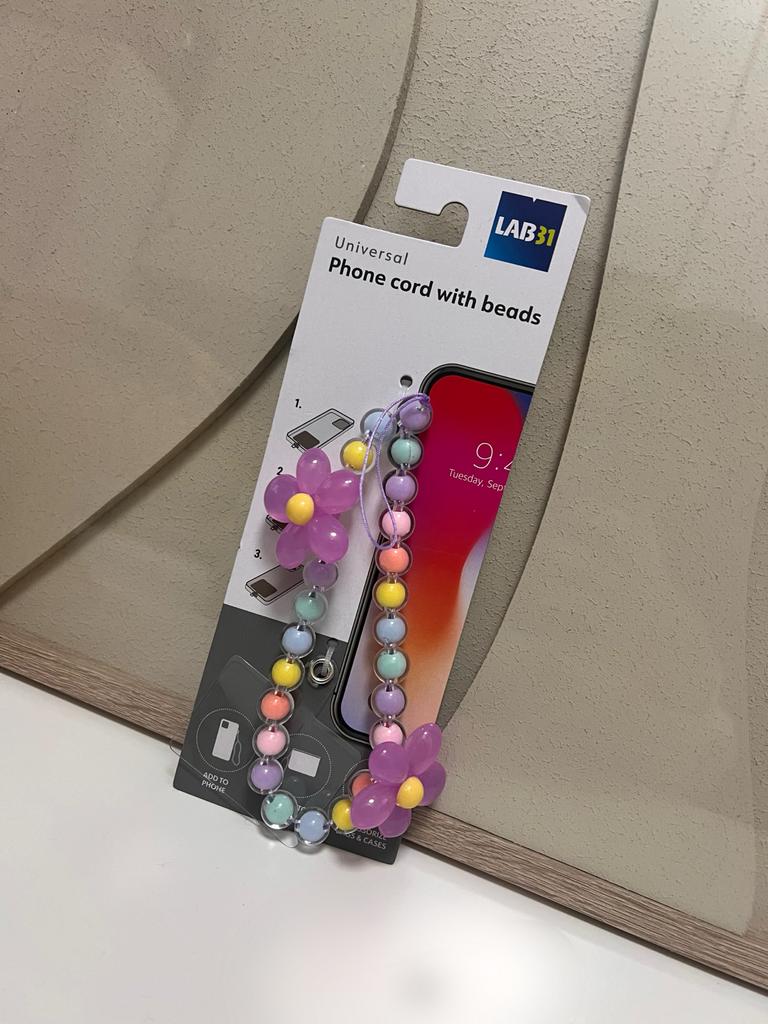 LAB31
Universal
Phone cord with beads
1.
9:4
Tuesday, Sep
2
3.
ADD TO
PHONE
& CASES